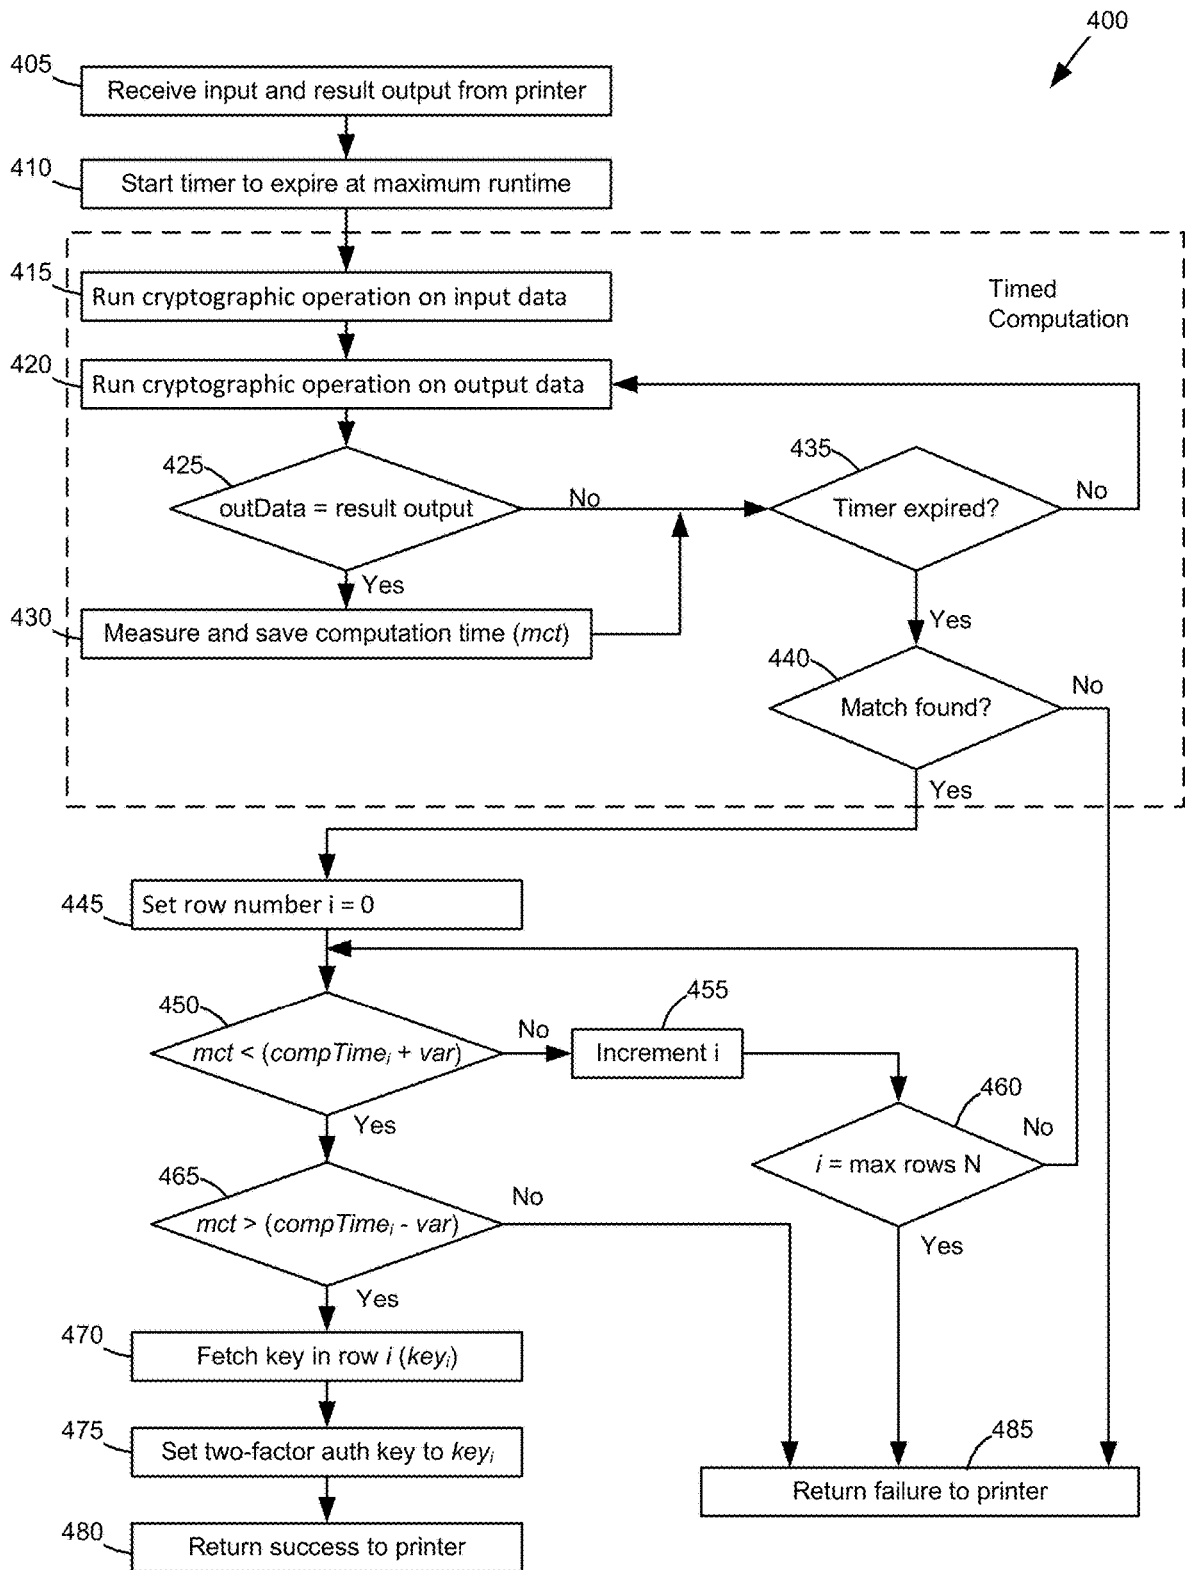 400
405
Receive input and result output from printer
410
Start timer to expire at maximum runtime
415
Run cryptographic operation on input data
Timed
Computation
420
Run cryptographic operation on output data
425
outData = result output
No
435
Timer expired?
No
Yes
430
Measure and save computation time (mct)
Yes
440
Match found?
No
Yes
445
Set row number i = 0
450
mct < (compTimeᵢ + var)
No
455
Increment i
Yes
460
i = max rows N
No
Yes
465
mct > (compTimeᵢ - var)
No
Yes
470
Fetch key in row i (keyᵢ)
475
Set two-factor auth key to keyᵢ
480
Return success to printer
485
Return failure to printer